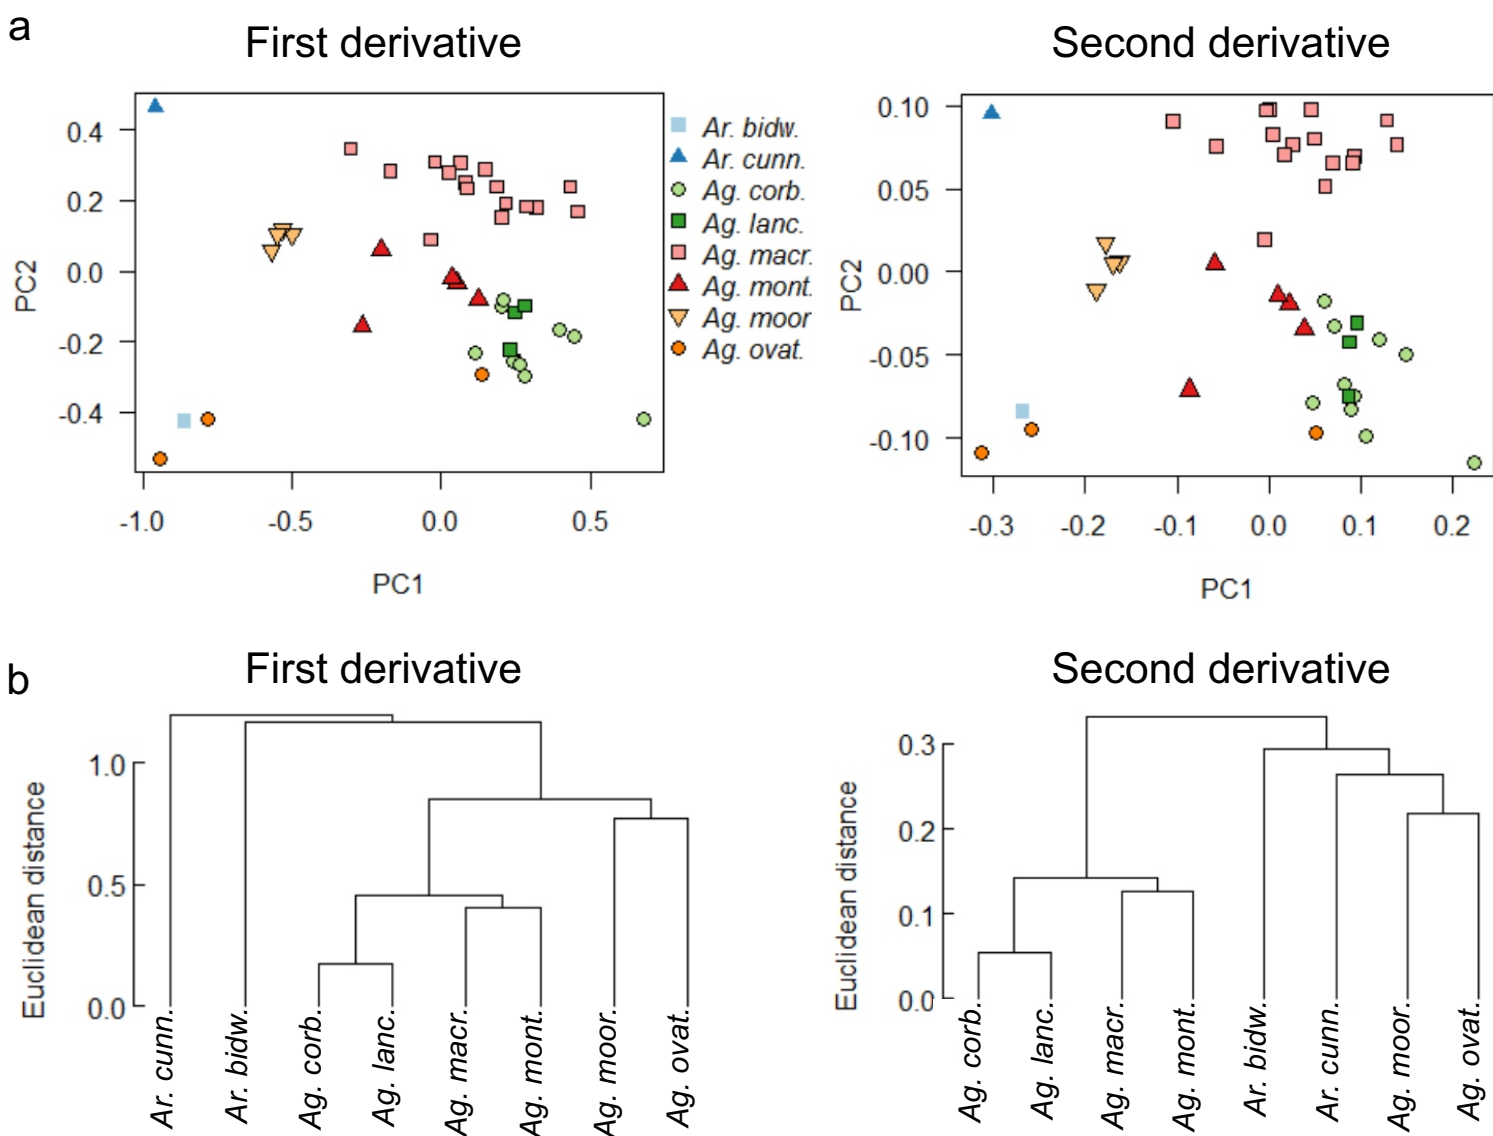 a
First derivative
Second derivative
PC2
0.4
0.2
0.0
-0.2
-0.4
-1.0 -0.5 0.0 0.5
PC1
Ar. bidw.
Ar. cunn.
Ag. corb.
Ag. lanc.
Ag. macr.
Ag. mont.
Ag. moor
Ag. ovat.
PC2
0.10
0.05
0.00
-0.05
-0.10
-0.3 -0.2 -0.1 0.0 0.1 0.2
PC1
b
First derivative
Second derivative
Euclidean distance
1.0
0.5
0.0
Ar. cunn.
Ar. bidw.
Ag. corb.
Ag. lanc.
Ag. macr.
Ag. mont.
Ag. moor.
Ag. ovat.
Euclidean distance
0.3
0.2
0.1
0.0
Ag. corb.
Ag. lanc.
Ag. macr.
Ag. mont.
Ar. bidw.
Ar. cunn.
Ag. moor.
Ag. ovat.